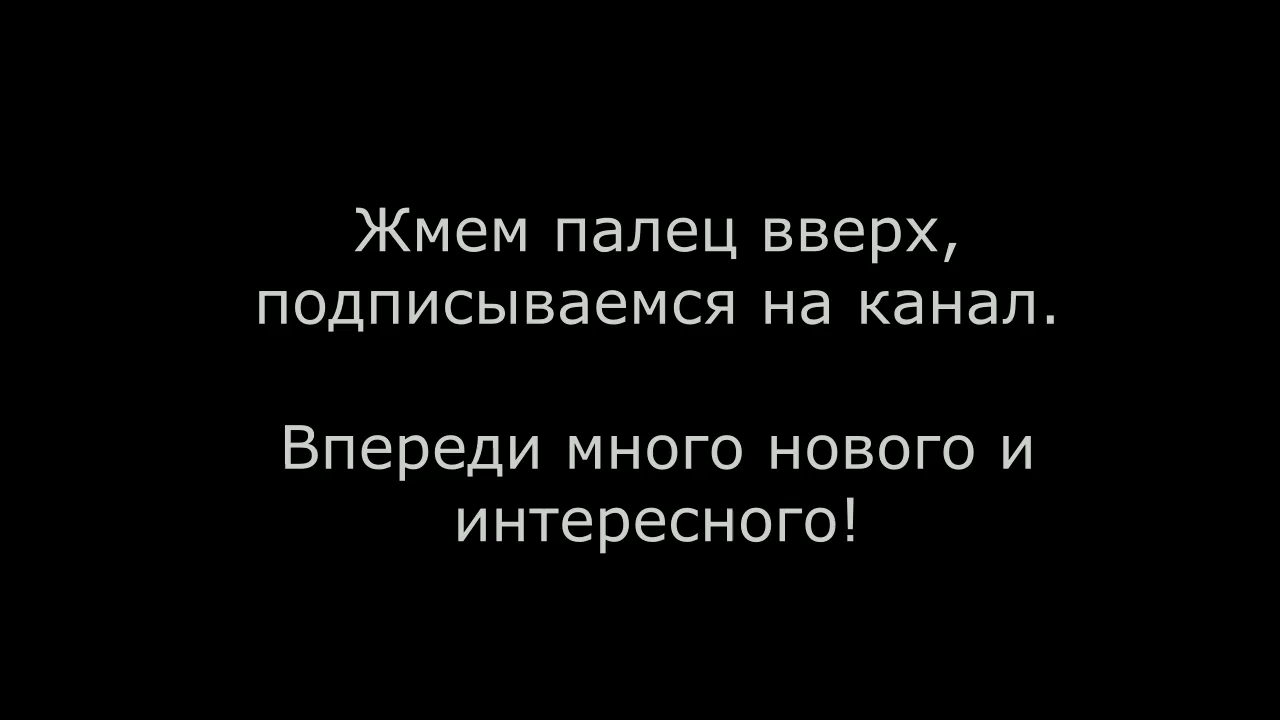 Жмем палец вверх,
подписываемся на канал.
Впереди много нового и
интересного!